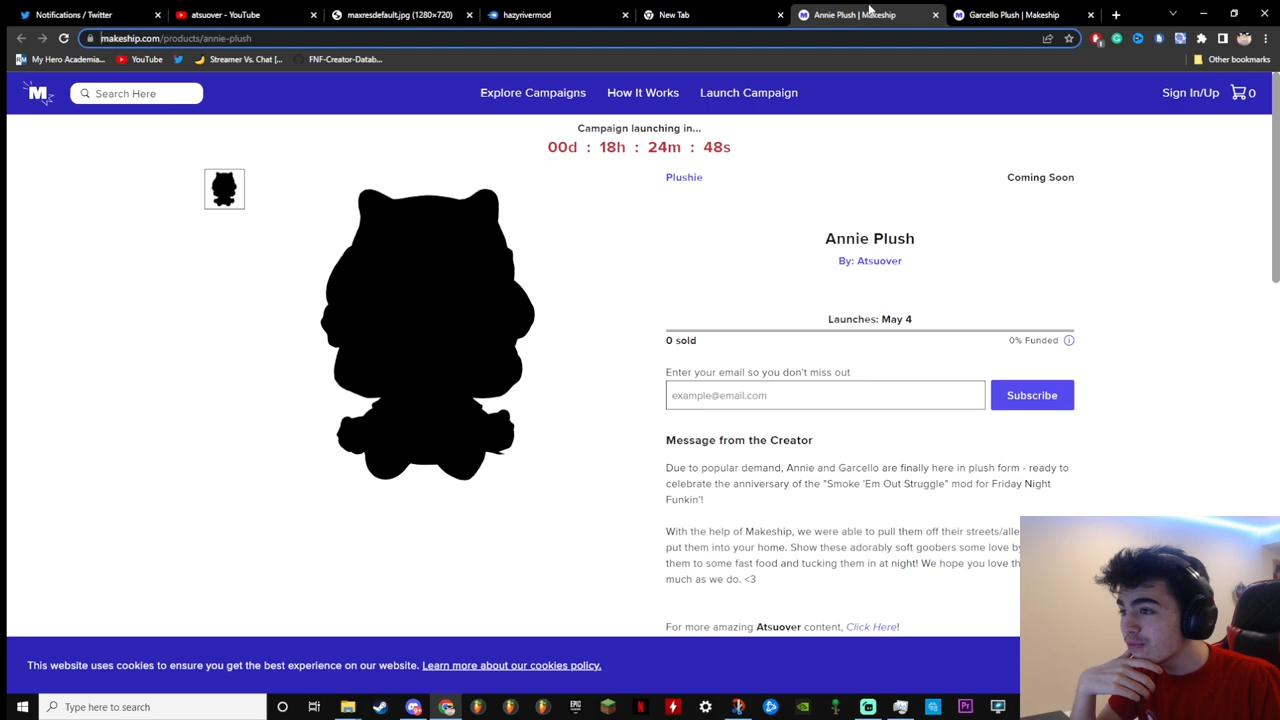 Notifications / Twitter
atsuover - YouTube
maxresdefault.jpg (1280×720)
hazyrivermod
New Tab
Annie Plush | Makeship
Garcello Plush | Makeship
makeship.com/products/annie-plush
My Hero Academia...
YouTube
Streamer Vs. Chat [...
FNF-Creator-Datab...
Other bookmarks
M
Search Here
Explore Campaigns
How It Works
Launch Campaign
Sign In/Up
0
Campaign launching in...
00d : 18h : 24m : 48s
Plushie
Coming Soon
Annie Plush
By: Atsuover
Launches: May 4
0 sold
0% Funded
Enter your email so you don't miss out
example@email.com
Subscribe
Message from the Creator
Due to popular demand, Annie and Garcello are finally here in plush form - ready to
celebrate the anniversary of the "Smoke 'Em Out Struggle" mod for Friday Night
Funkin'!
With the help of Makeship, we were able to pull them off their streets/alle
put them into your home. Show these adorably soft goobers some love by
them to some fast food and tucking them in at night! We hope you love th
much as we do. <3
For more amazing Atsuover content, Click Here!
This website uses cookies to ensure you get the best experience on our website. Learn more about our cookies policy.
Type here to search